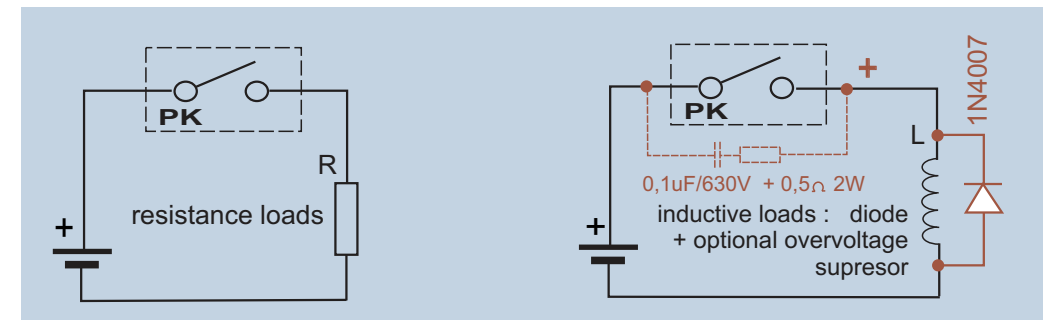 PK
R
resistance loads
+
+
1N4007
PK
L
0,1uF/630V + 0,5Ω 2W
+
inductive loads : diode
+ optional overvoltage
supresor